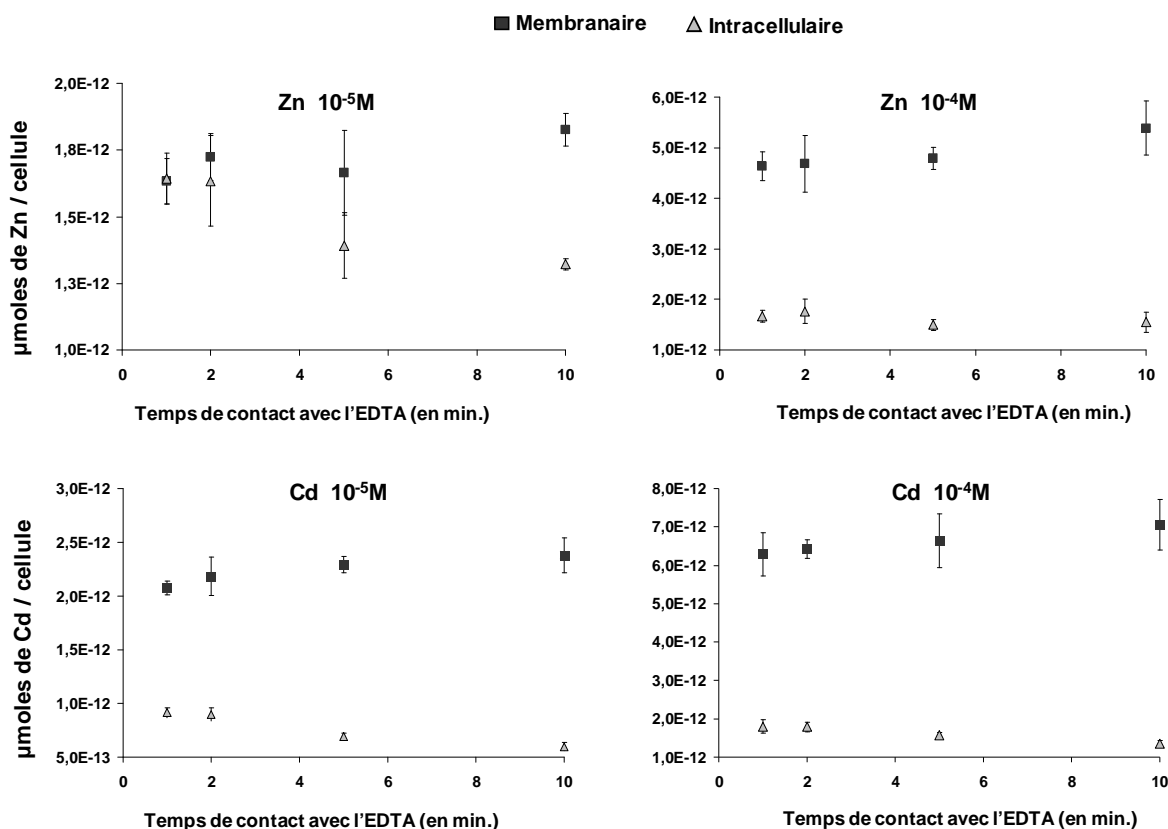 Membranaire Intracellulaire
Zn 10⁻⁵M
µmoles de Zn / cellule
2,0E-12
1,8E-12
1,5E-12
1,3E-12
1,0E-12
0 2 4 6 8 10
Temps de contact avec l'EDTA (en min.)
Zn 10⁻⁴M
6,0E-12
5,0E-12
4,0E-12
3,0E-12
2,0E-12
1,0E-12
0 2 4 6 8 10
Temps de contact avec l'EDTA (en min.)
Cd 10⁻⁵M
µmoles de Cd / cellule
3,0E-12
2,5E-12
2,0E-12
1,5E-12
1,0E-12
5,0E-13
0 2 4 6 8 10
Temps de contact avec l'EDTA (en min.)
Cd 10⁻⁴M
8,0E-12
7,0E-12
6,0E-12
5,0E-12
4,0E-12
3,0E-12
2,0E-12
1,0E-12
0 2 4 6 8 10
Temps de contact avec l'EDTA (en min.)